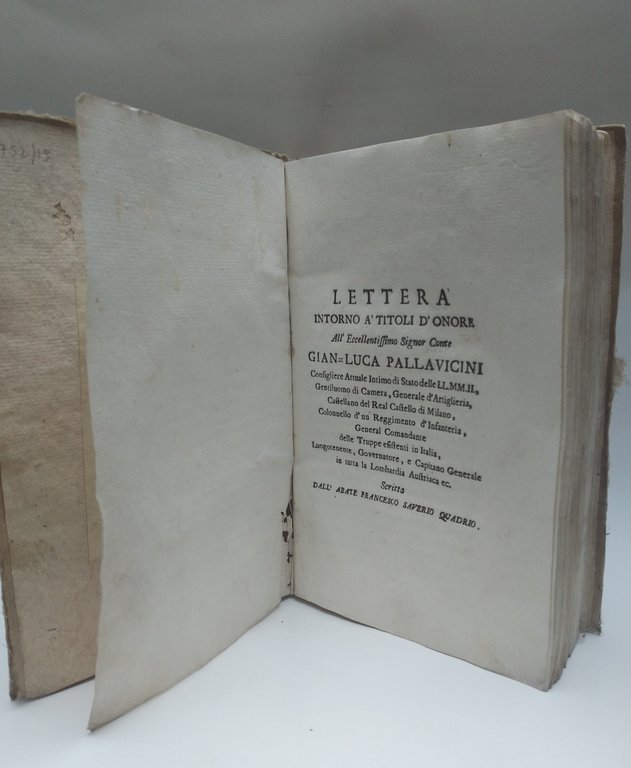 752/15
LETTERA
INTORNO A' TITOLI D' ONORE
All' Eccellentissimo Signor Conte
GIAN=LUCA PALLAVICINI
Consigliere Attuale Intimo di Stato delle LL.MM.II.,
Gentiluomo di Camera, Generale d'Artiglieria,
Castellano del Real Castello di Milano,
Colonnello d' un Reggimento d' Infanteria,
General Comandante
delle Truppe esistenti in Italia,
Luogotenente, Governatore, e Capitano Generale
in tutta la Lombardia Austriaca ec.
Scritta
DALL' ABATE FRANCESCO SAVERIO QUADRIO.